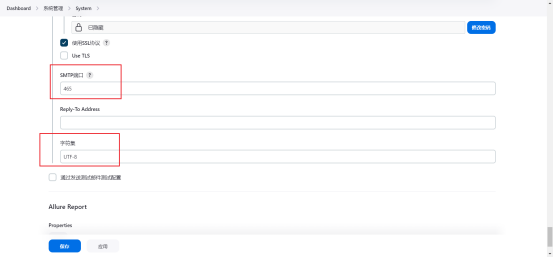 Dashboard > 系统管理 > System >
已隐藏
修改密码
使用SSL协议 ?
Use TLS
SMTP端口 ?
465
Reply-To Address
字符集
UTF-8
通过发送测试邮件测试配置
Allure Report
Properties
保存
应用